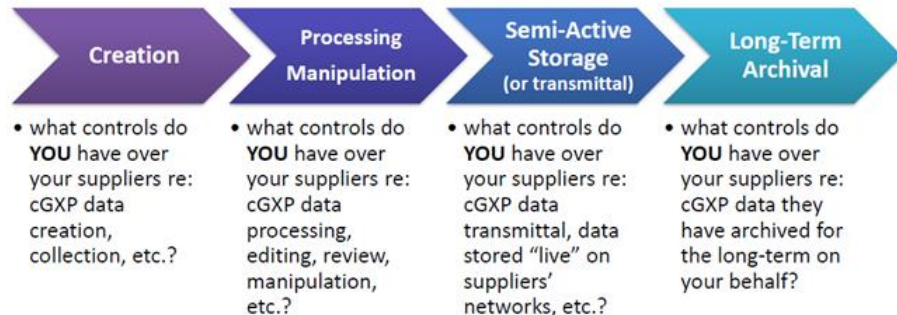 Creation
Processing
Manipulation
Semi-Active
Storage
(or transmittal)
Long-Term
Archival
• what controls do
YOU have over
your suppliers re:
cGXP data
creation,
collection, etc.?
• what controls do
YOU have over
your suppliers re:
cGXP data
processing,
editing, review,
manipulation,
etc.?
• what controls do
YOU have over
your suppliers re:
cGXP data
transmittal, data
stored “live” on
suppliers’
networks, etc.?
• what controls do
YOU have over
your suppliers re:
cGXP data they
have archived for
the long-term on
your behalf?